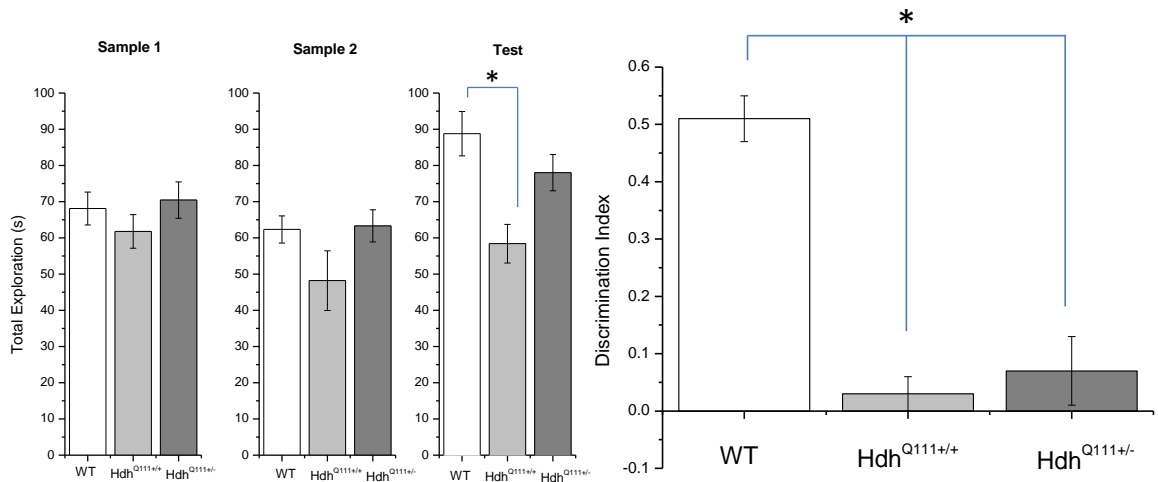 Sample 1
Sample 2
Test
*
*
Total Exploration (s)
100
90
80
70
60
50
40
30
20
10
0
WT
Hdh^Q111+/+
Hdh^Q111+/-
100
90
80
70
60
50
40
30
20
10
0
WT
Hdh^Q111+/+
Hdh^Q111+/-
100
90
80
70
60
50
40
30
20
10
0
WT
Hdh^Q111+/+
Hdh^Q111+/-
Discrimination Index
0.6
0.5
0.4
0.3
0.2
0.1
0.0
-0.1
WT
Hdh^Q111+/+
Hdh^Q111+/-